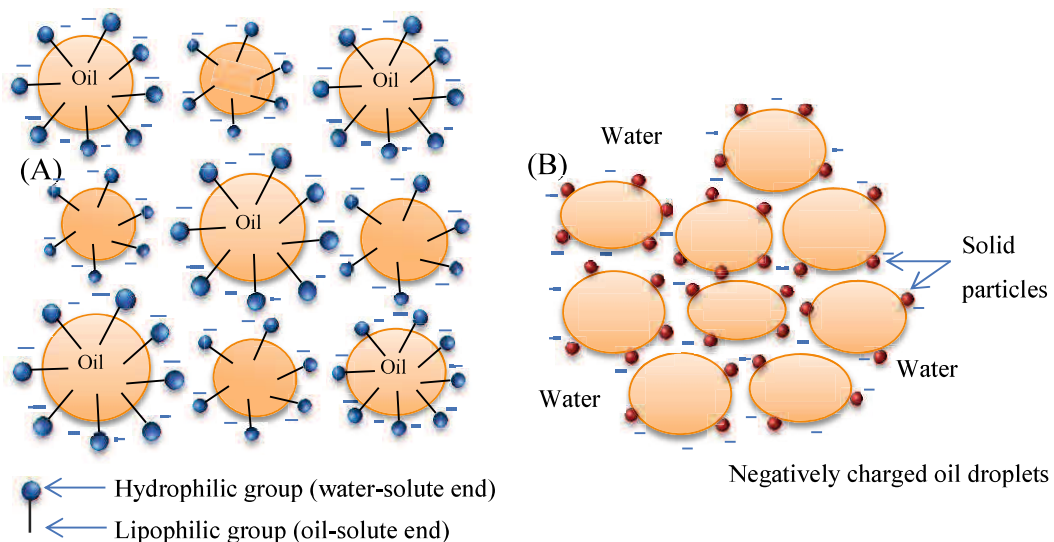 Oil
Oil
(A)
Oil
Oil
Oil
Hydrophilic group (water-solute end)
Lipophilic group (oil-solute end)
(B)
Water
Solid
particles
Water
Water
Negatively charged oil droplets